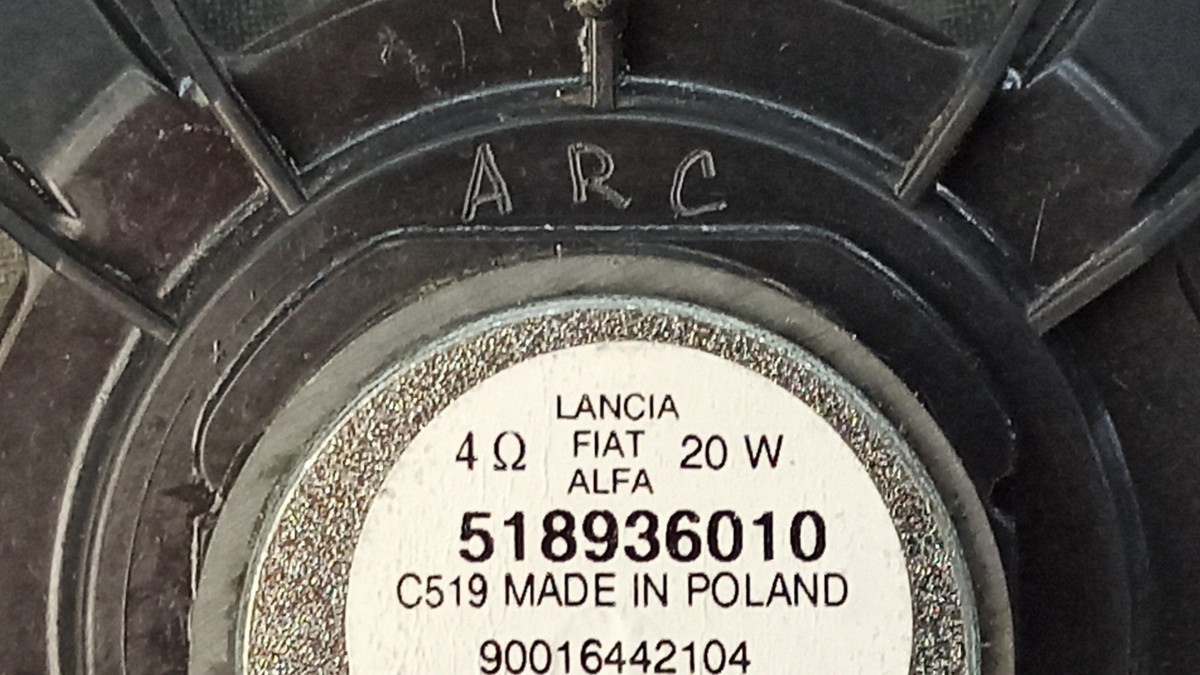 ARC
LANCIA
4 Ω FIAT 20 W
ALFA
518936010
C519 MADE IN POLAND
90016442104